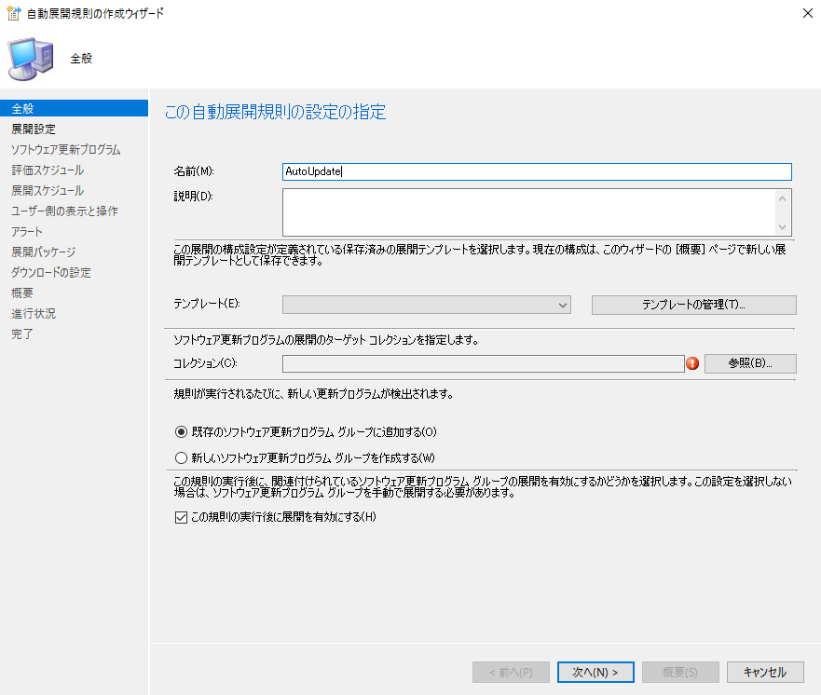 自動展開規則の作成ウィザード
全般
全般
展開設定
ソフトウェア更新プログラム
評価スケジュール
展開スケジュール
ユーザー側の表示と操作
アラート
展開パッケージ
ダウンロードの設定
概要
進行状況
完了
この自動展開規則の設定の指定
名前(M):
AutoUpdate
説明(D):
この展開の構成設定が定義されている保存済みの展開テンプレートを選択します。現在の構成は、このウィザードの [概要] ページで新しい展
開テンプレートとして保存できます。
テンプレート(E):
テンプレートの管理(T)...
ソフトウェア更新プログラムの展開のターゲット コレクションを指定します。
コレクション(C):
参照(B)...
規則が実行されるたびに、新しい更新プログラムが検出されます。
既存のソフトウェア更新プログラム グループに追加する(O)
新しいソフトウェア更新プログラム グループを作成する(W)
この規則の実行後に、関連付けられているソフトウェア更新プログラム グループの展開を有効にするかどうかを選択します。この設定を選択しない
場合は、ソフトウェア更新プログラム グループを手動で展開する必要があります。
この規則の実行後に展開を有効にする(H)
< 前へ(P)
次へ(N) >
概要(S)
キャンセル